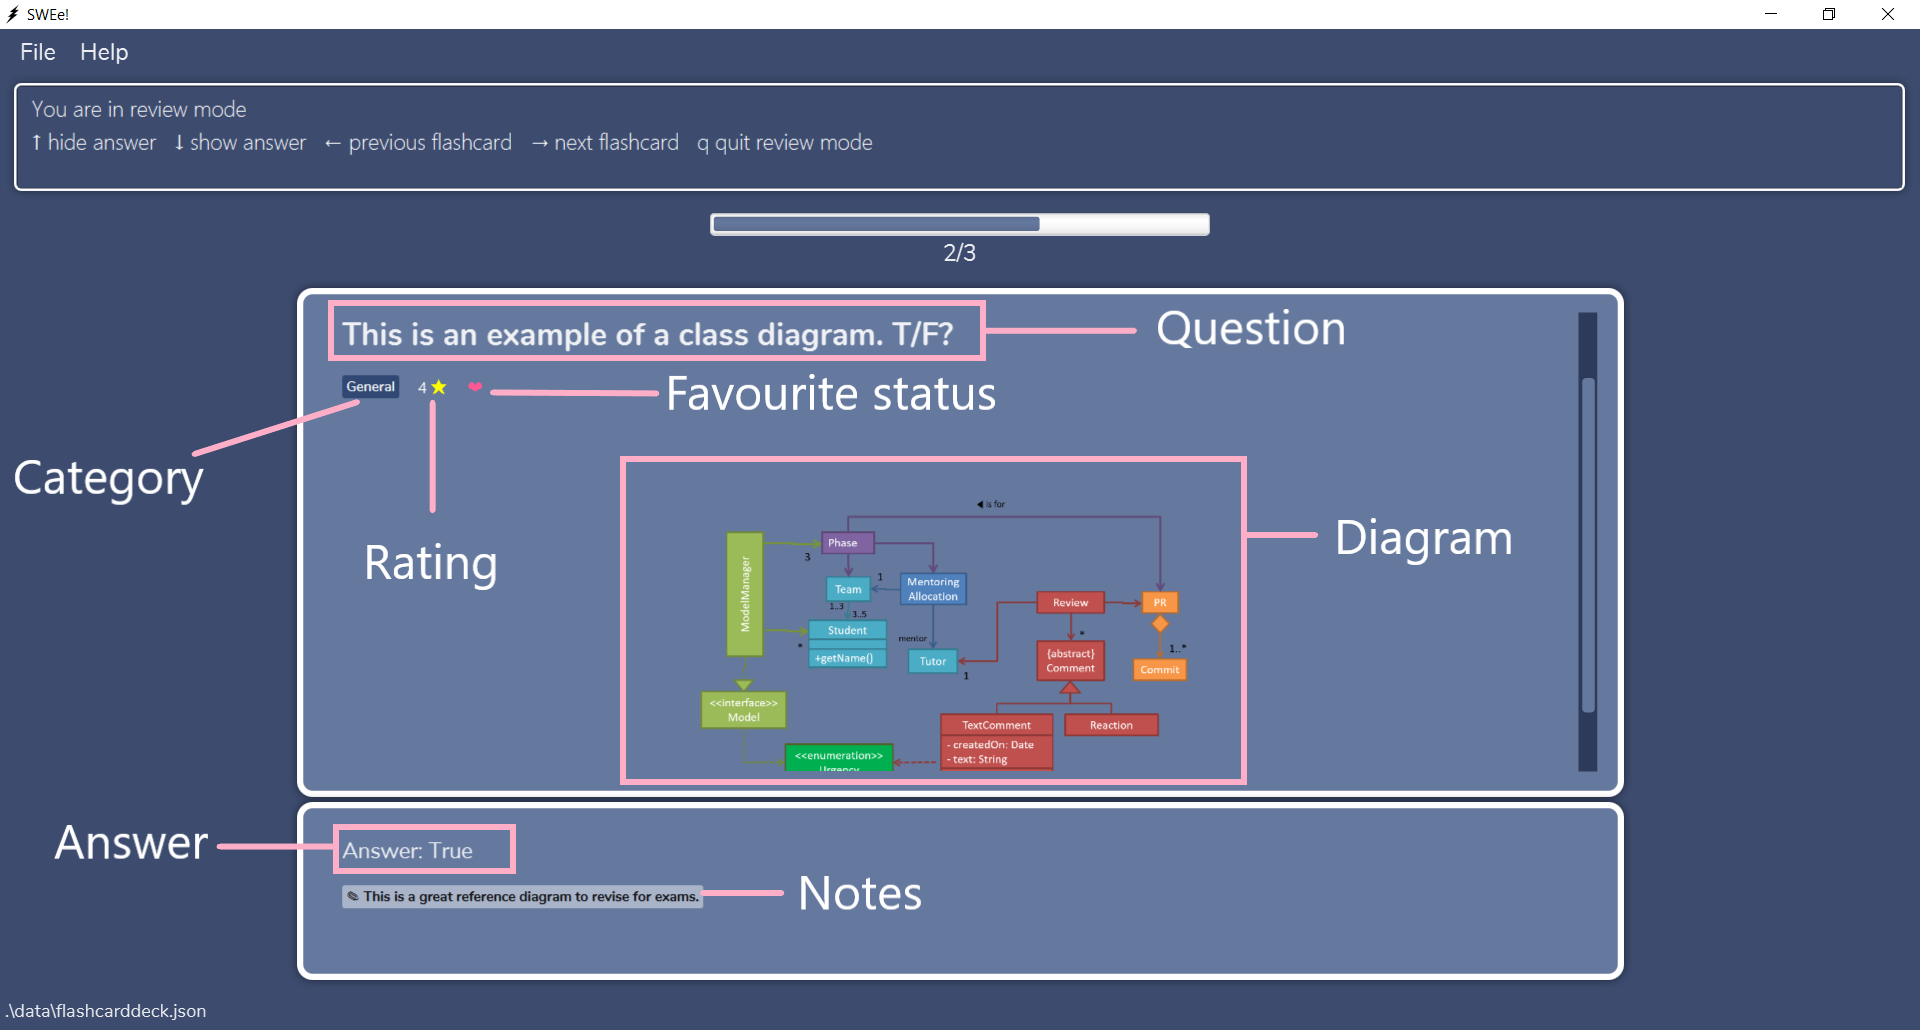 SWEe!
File Help
You are in review mode
↑ hide answer ↓ show answer ← previous flashcard → next flashcard q quit review mode
2/3
This is an example of a class diagram. T/F?
Question
General 4 ★ ❤
Favourite status
Category
Rating
Diagram
◀ is for
ModelManager
3
Phase
Team
1
Mentoring
Allocation
1..3
3..5
Student
+getName()
*
mentor
Tutor
1
Review
PR
*
{abstract}
Comment
1..*
Commit
<<interface>>
Model
TextComment
- createdOn: Date
- text: String
Reaction
<<enumeration>>
Urgency
Answer
Answer: True
✎ This is a great reference diagram to revise for exams.
Notes
.\data\flashcarddeck.json